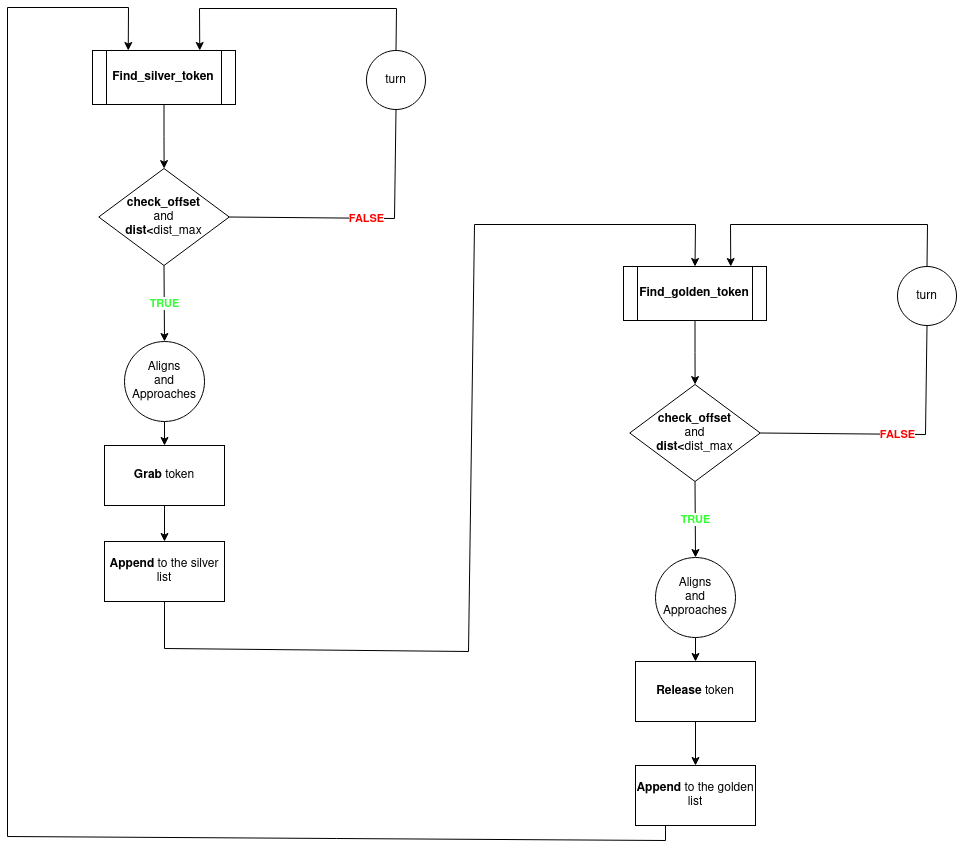 Find_silver_token
turn
check_offset
and
dist<dist_max
FALSE
TRUE
Aligns
and
Approaches
Grab token
Append to the silver
list
Find_golden_token
turn
check_offset
and
dist<dist_max
FALSE
TRUE
Aligns
and
Approaches
Release token
Append to the golden
list